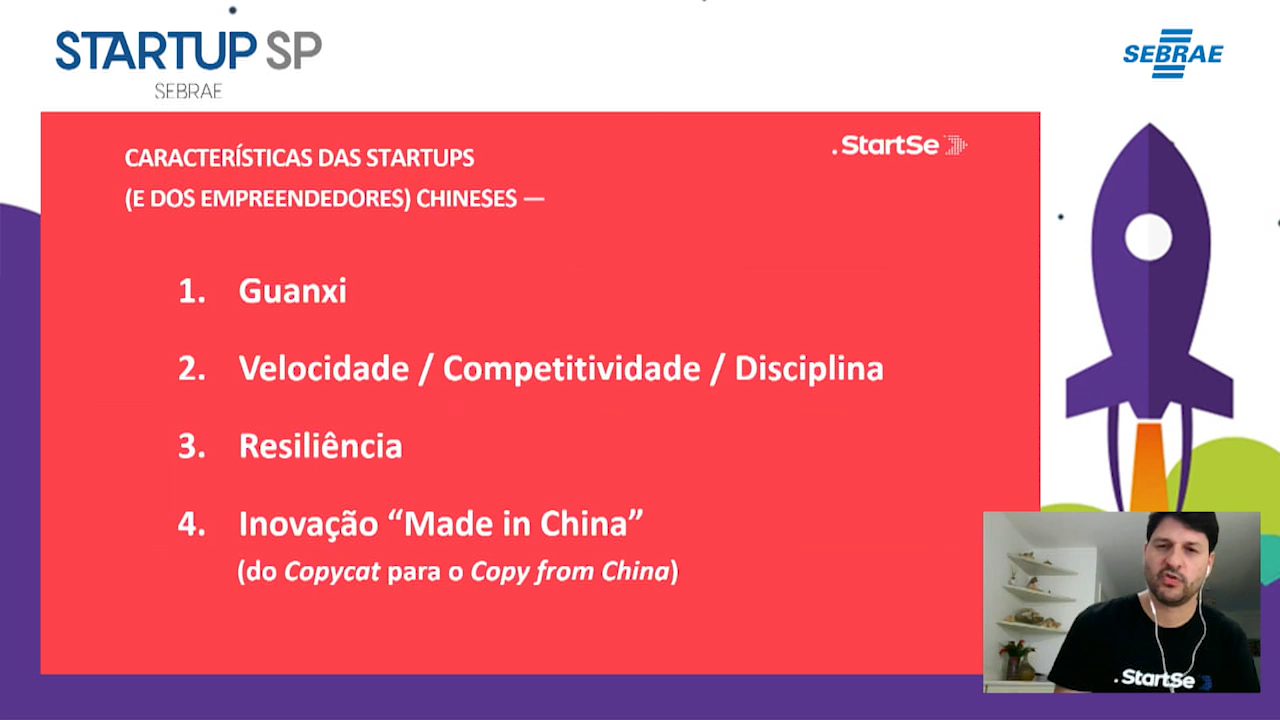 STARTUP SP
SEBRAE
SEBRAE
.StartSe
CARACTERÍSTICAS DAS STARTUPS
(E DOS EMPREENDEDORES) CHINESES —
1. Guanxi
2. Velocidade / Competitividade / Disciplina
3. Resiliência
4. Inovação “Made in China”
(do Copycat para o Copy from China)
.StartSe